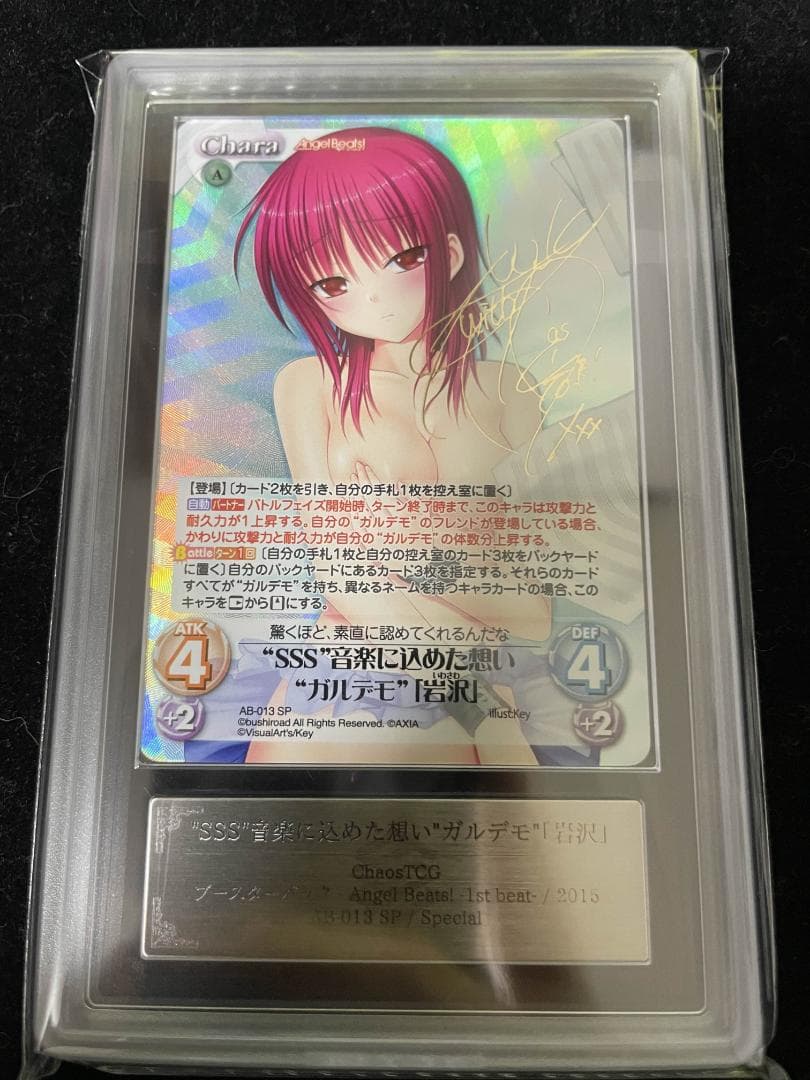 Chara
Angel Beats!
A
with
as
xxx
【登場】〔カード2枚を引き、自分の手札1枚を控え室に置く〕
自動 パートナー バトルフェイズ開始時、ターン終了時まで、このキャラは攻撃力と
耐久力が1上昇する。自分の“ガルデモ”のフレンドが登場している場合、
かわりに攻撃力と耐久力が自分の“ガルデモ”の体数分上昇する。
Battle ターン1回 〔自分の手札1枚と自分の控え室のカード3枚をバックヤード
に置く〕自分のバックヤードにあるカード3枚を指定する。それらのカード
すべてが“ガルデモ”を持ち、異なるネームを持つキャラカードの場合、この
キャラを から にする。
驚くほど、素直に認めてくれるんだな
ATK
4
+2
“SSS”音楽に込めた想い
いわさわ
“ガルデモ”「岩沢」
DEF
4
+2
AB-013 SP
illust:Key
©bushiroad All Rights Reserved. ©AXIA
©VisualArt's/Key
"SSS"音楽に込めた想い"ガルデモ"「岩沢」
ChaosTCG
ブースターパック Angel Beats! -1st beat- / 2015
AB-013 SP / Special